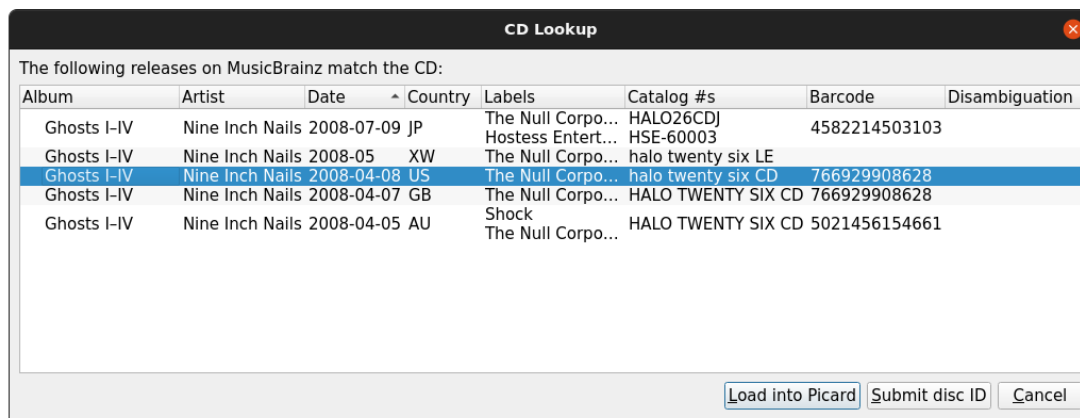 CD Lookup
The following releases on MusicBrainz match the CD:
Album Artist Date Country Labels Catalog #s Barcode Disambiguation
Ghosts I–IV Nine Inch Nails 2008-07-09 JP The Null Corpo... HALO26CDJ 4582214503103
Hostess Entert... HSE-60003
Ghosts I–IV Nine Inch Nails 2008-05 XW The Null Corpo... halo twenty six LE
Ghosts I–IV Nine Inch Nails 2008-04-08 US The Null Corpo... halo twenty six CD 766929908628
Ghosts I–IV Nine Inch Nails 2008-04-07 GB The Null Corpo... HALO TWENTY SIX CD 766929908628
Ghosts I–IV Nine Inch Nails 2008-04-05 AU Shock HALO TWENTY SIX CD 5021456154661
The Null Corpo...
Load into Picard Submit disc ID Cancel